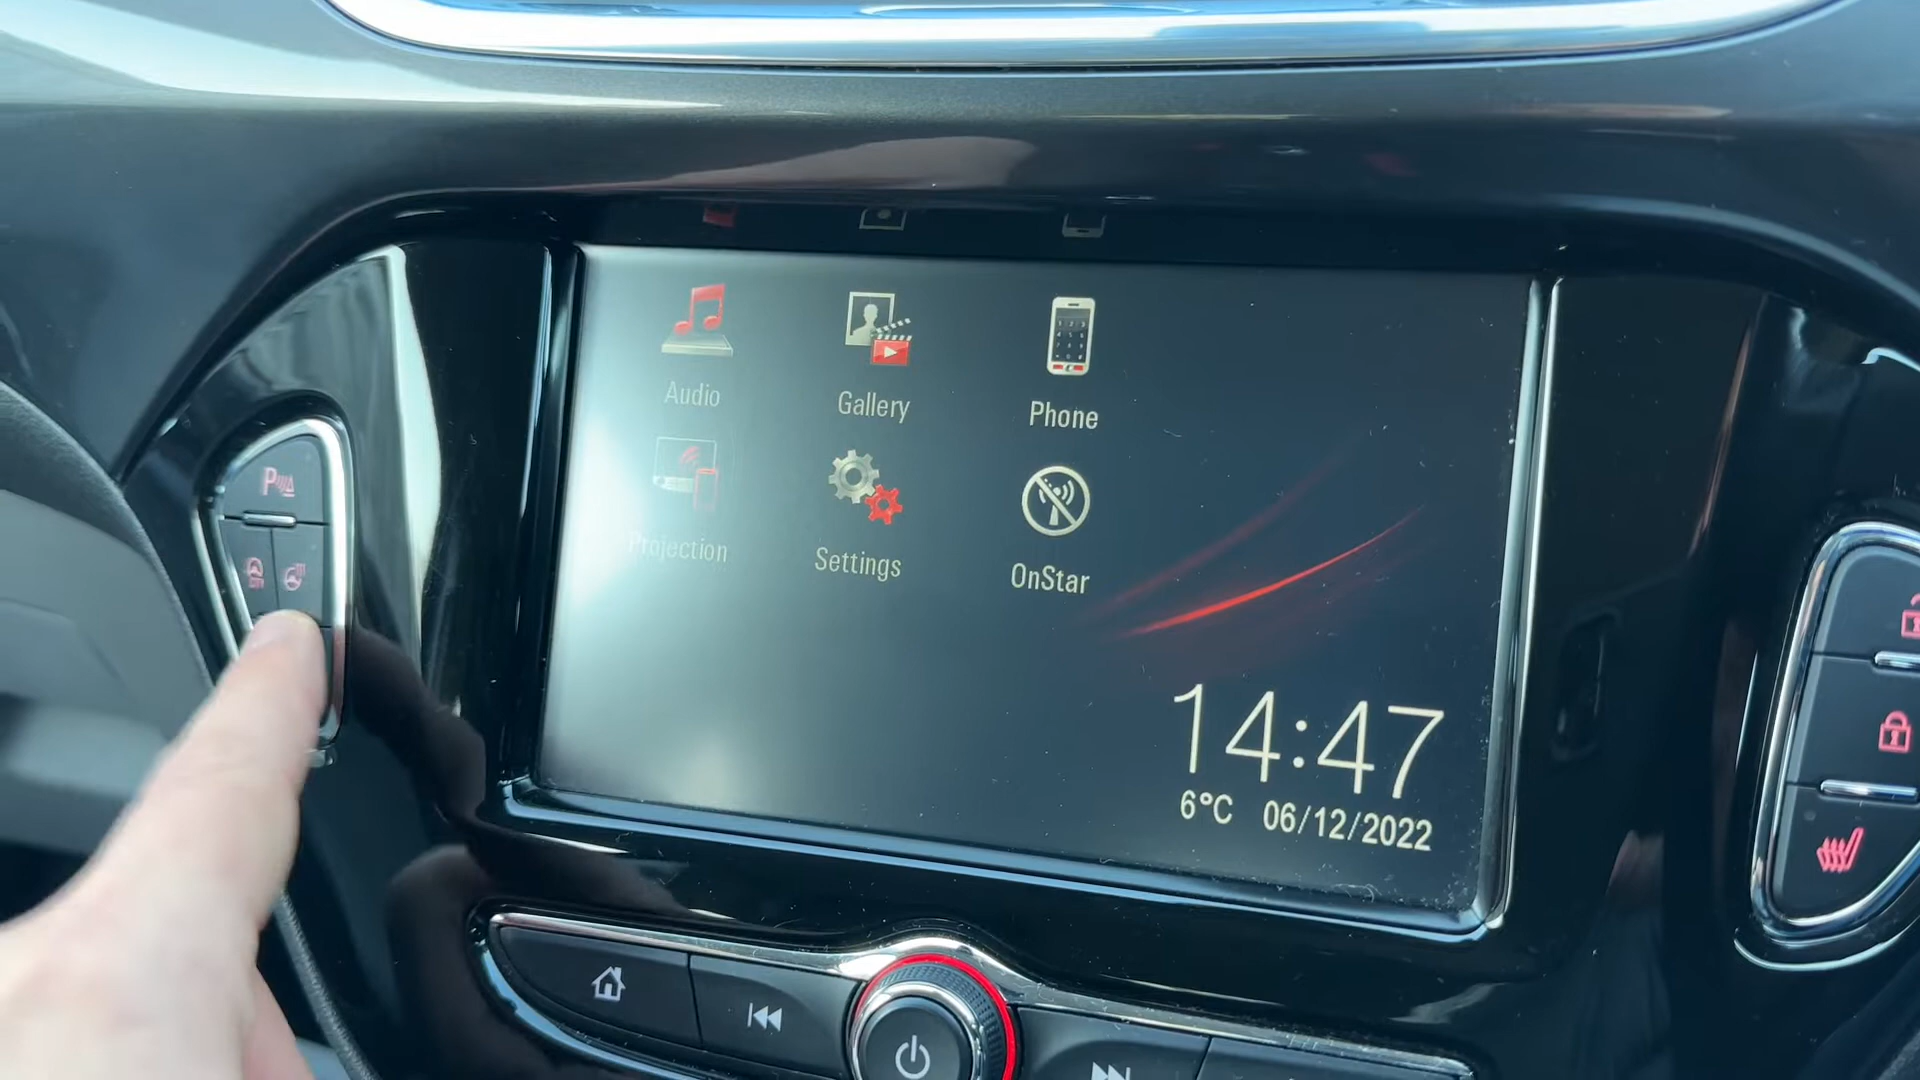 Audio
Gallery
Phone
Projection
Settings
OnStar
14:47
6°C 06/12/2022